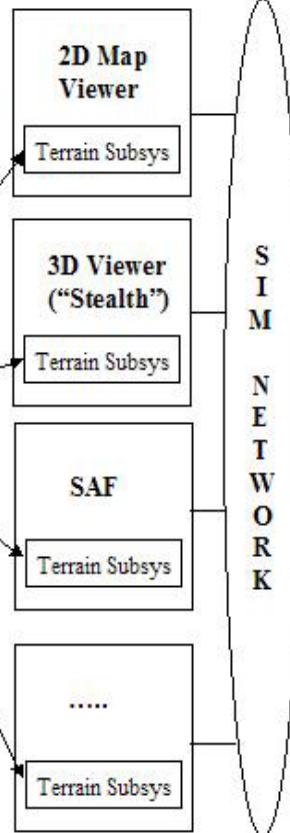 2D Map
Viewer
Terrain Subsys
3D Viewer
(“Stealth”)
Terrain Subsys
SAF
Terrain Subsys
.....
Terrain Subsys
S
I
M
N
E
T
W
O
R
K